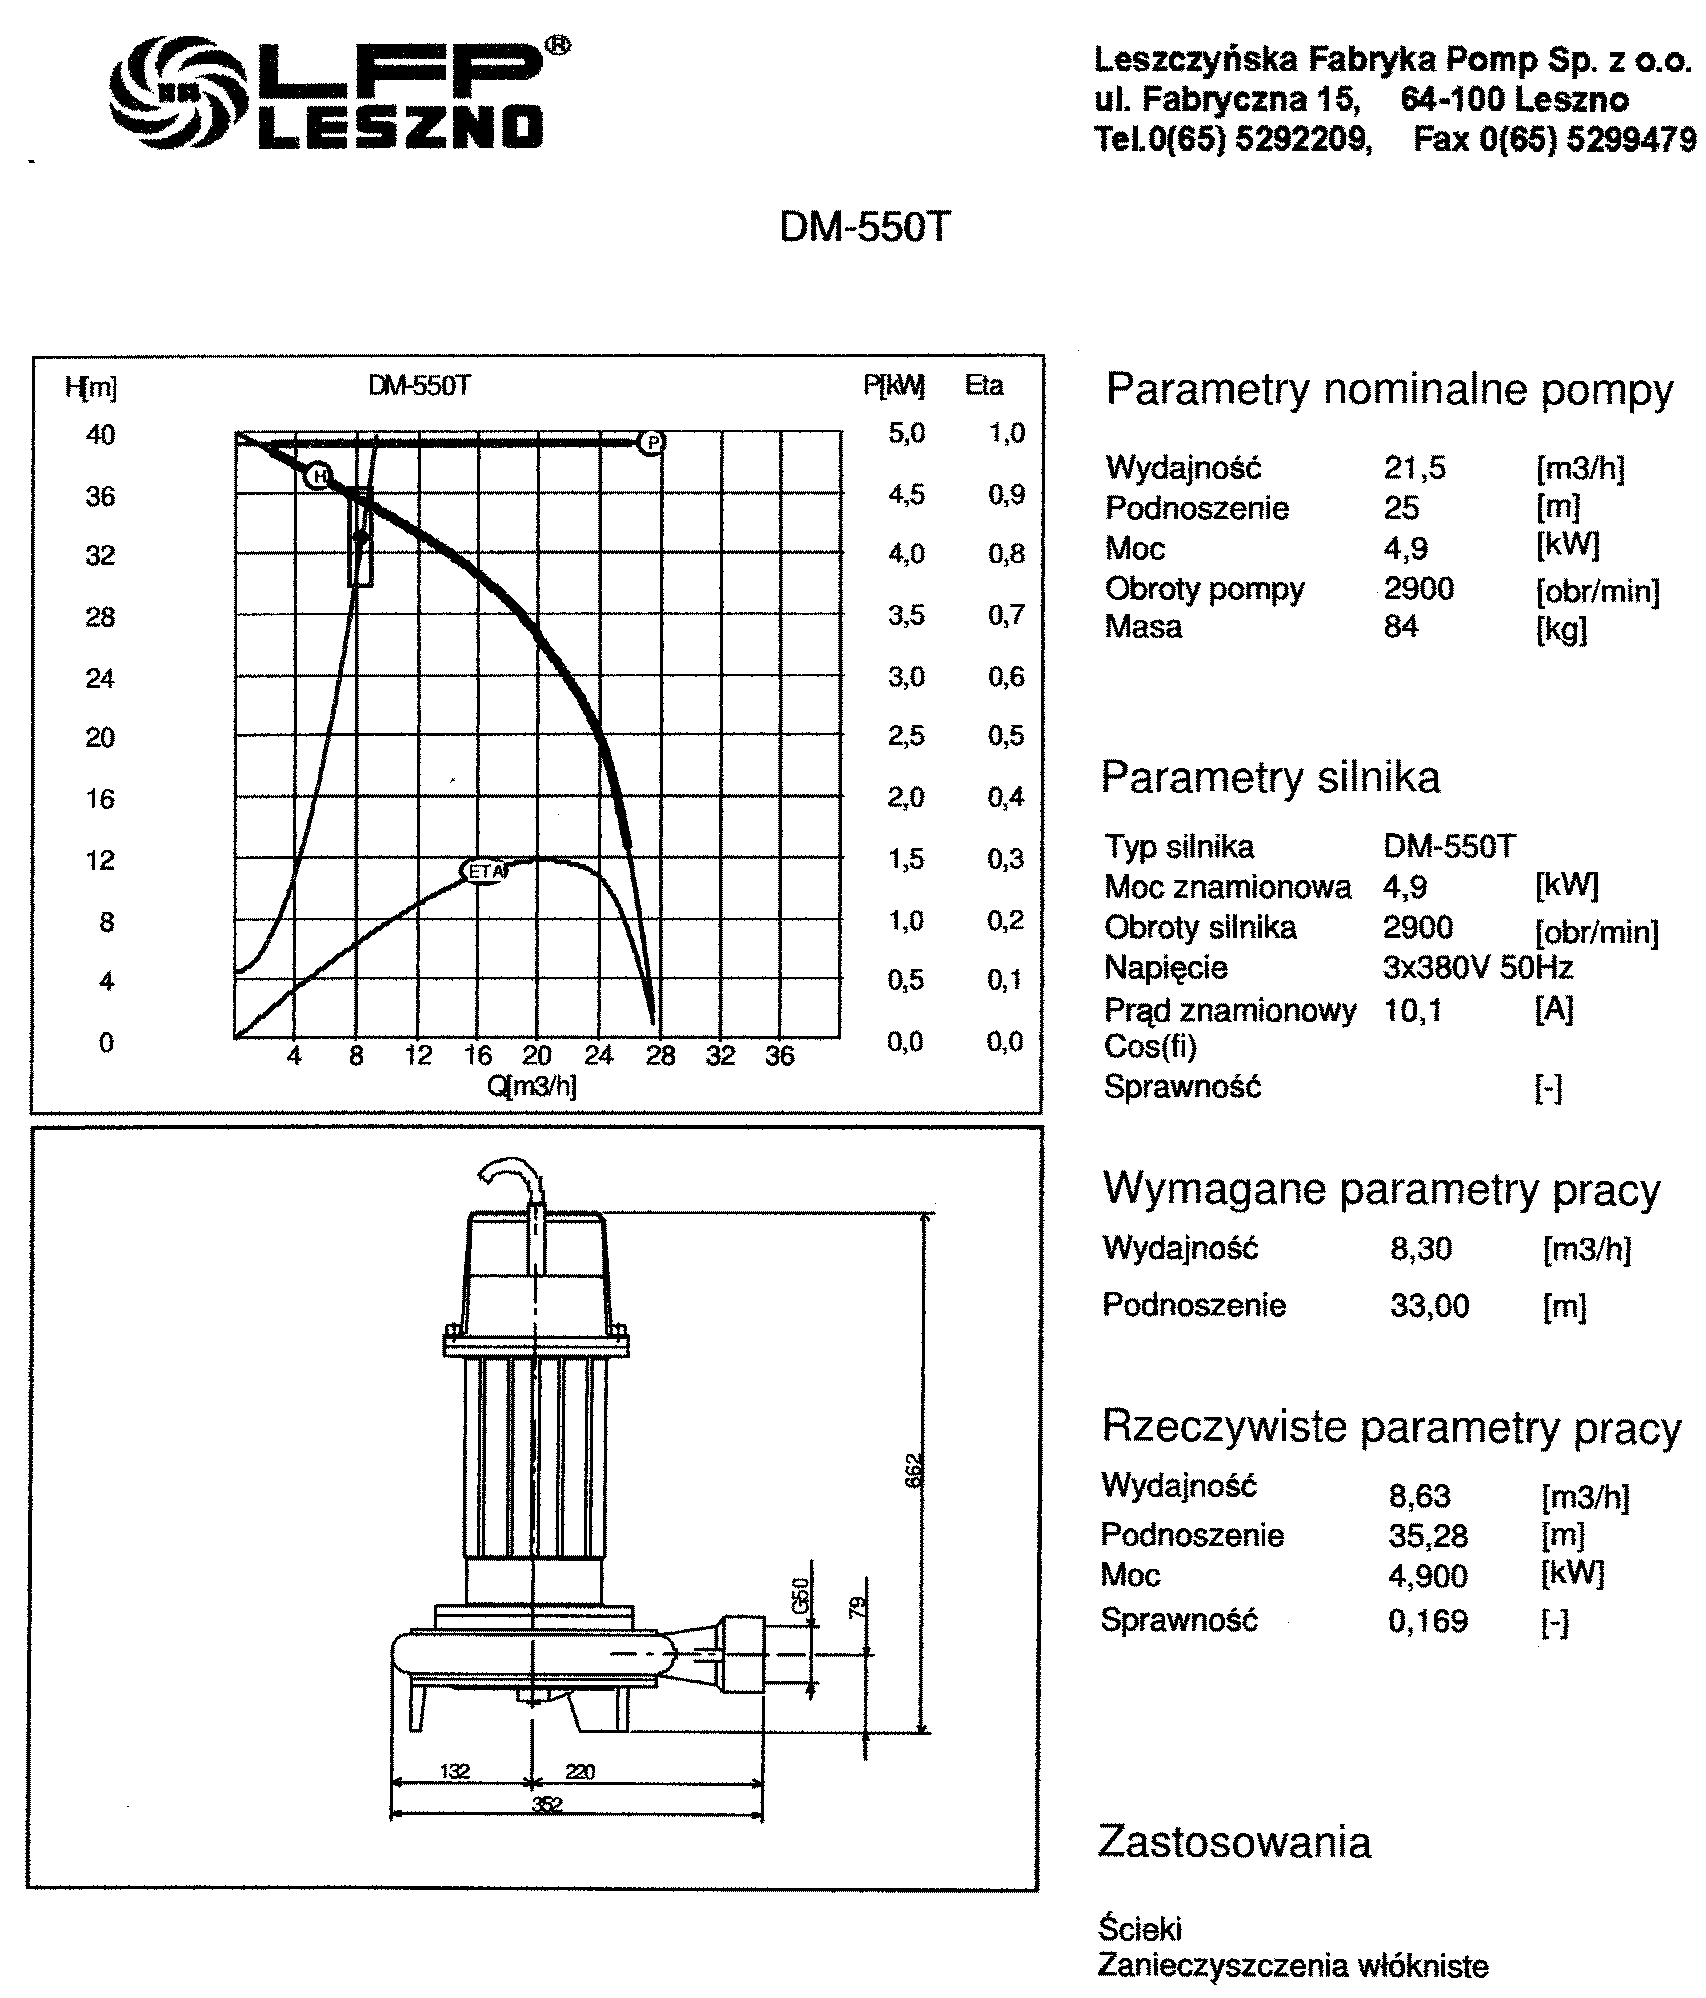 LFP®
LESZNO
Leszczyńska Fabryka Pomp Sp. z o.o.
ul. Fabryczna 15, 64-100 Leszno
Tel.0(65) 5292209, Fax 0(65) 5299479
DM-550T
H[m] DM-550T P[kW] Eta
40 5,0 1,0
P
H
36 4,5 0,9
32 4,0 0,8
28 3,5 0,7
24 3,0 0,6
20 2,5 0,5
16 2,0 0,4
12 1,5 0,3
ETA
8 1,0 0,2
4 0,5 0,1
0 0,0 0,0
4 8 12 16 20 24 28 32 36
Q[m3/h]
662
G50
79
132 220
352
Parametry nominalne pompy
Wydajność 21,5 [m3/h]
Podnoszenie 25 [m]
Moc 4,9 [kW]
Obroty pompy 2900 [obr/min]
Masa 84 [kg]
Parametry silnika
Typ silnika DM-550T
Moc znamionowa 4,9 [kW]
Obroty silnika 2900 [obr/min]
Napięcie 3x380V 50Hz
Prąd znamionowy 10,1 [A]
Cos(fi)
Sprawność [-]
Wymagane parametry pracy
Wydajność 8,30 [m3/h]
Podnoszenie 33,00 [m]
Rzeczywiste parametry pracy
Wydajność 8,63 [m3/h]
Podnoszenie 35,28 [m]
Moc 4,900 [kW]
Sprawność 0,169 [-]
Zastosowania
Ścieki
Zanieczyszczenia włókniste